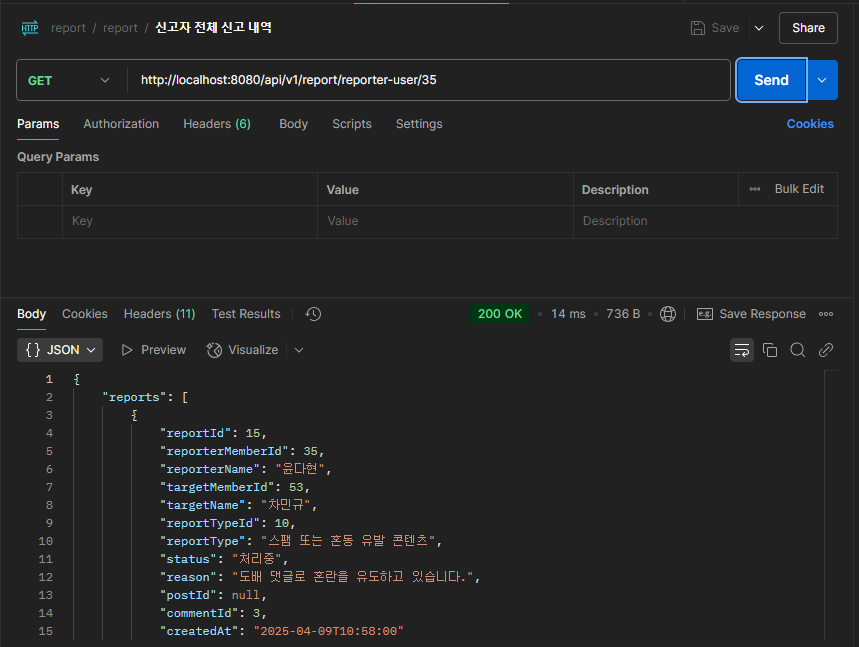 HTTP report / report / 신고자 전체 신고 내역 Save Share
GET http://localhost:8080/api/v1/report/reporter-user/35 Send
Params Authorization Headers (6) Body Scripts Settings Cookies
Query Params
Key Value Description ••• Bulk Edit
Key Value Description
Body Cookies Headers (11) Test Results 200 OK • 14 ms • 736 B • e.g. Save Response •••
{} JSON Preview Visualize
1 {
2 "reports": [
3 {
4 "reportId": 15,
5 "reporterMemberId": 35,
6 "reporterName": "윤다현",
7 "targetMemberId": 53,
8 "targetName": "차민규",
9 "reportTypeId": 10,
10 "reportType": "스팸 또는 혼동 유발 콘텐츠",
11 "status": "처리중",
12 "reason": "도배 댓글로 혼란을 유도하고 있습니다.",
13 "postId": null,
14 "commentId": 3,
15 "createdAt": "2025-04-09T10:58:00"